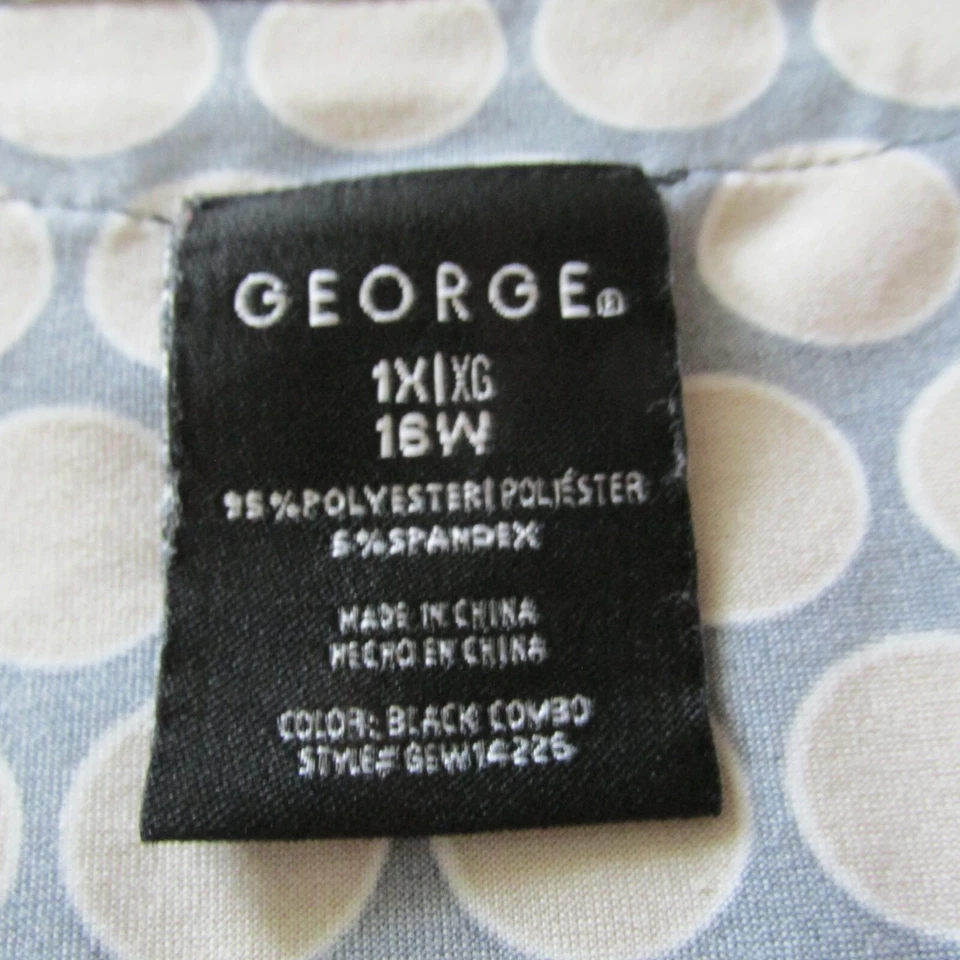 GEORGE®
1X|XG
16W
95%POLYESTER|POLIÉSTER
5%SPANDEX
MADE IN CHINA
HECHO EN CHINA
COLOR: BLACK COMBO
STYLE# GEW14226